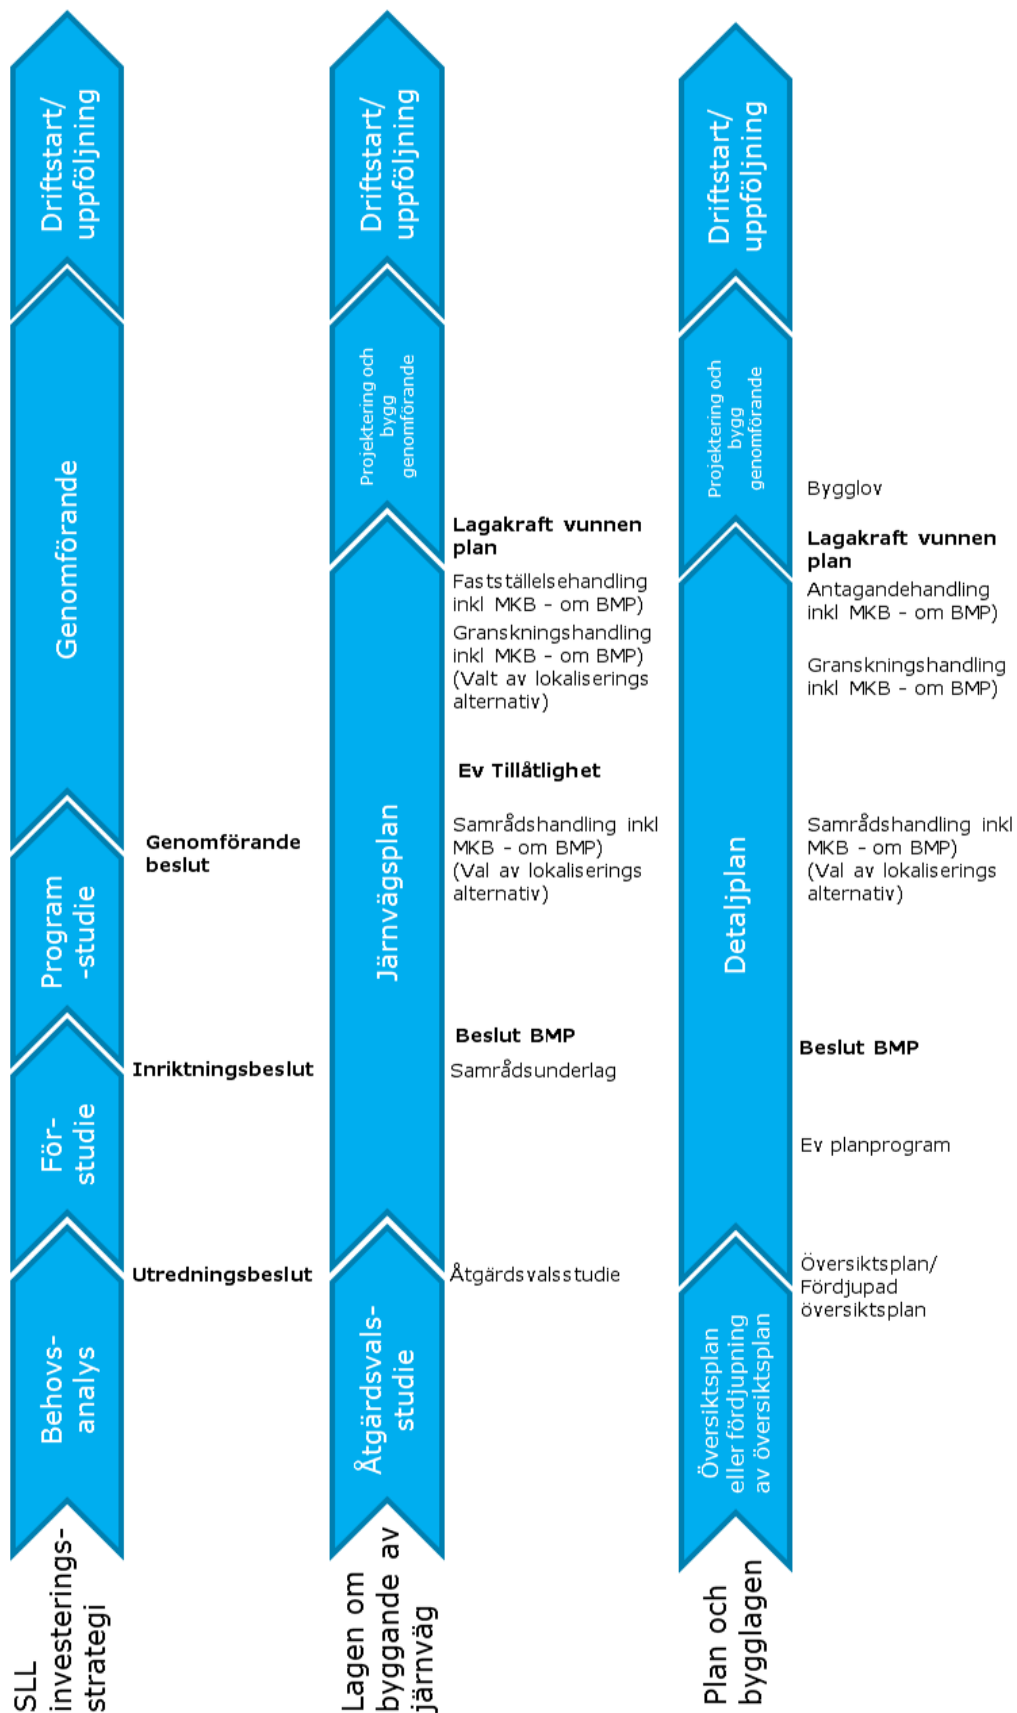 SLL
investerings-
strategi
Behovs-
analys
Utredningsbeslut
För-
studie
Inriktningsbeslut
Program
-studie
Genomförande
beslut
Genomförande
Driftstart/
uppföljning
Lagen om
byggande av
järnväg
Åtgärdsvals-
studie
Åtgärdsvalsstudie
Järnvägsplan
Samrådsunderlag
Beslut BMP
Samrådshandling inkl
MKB - om BMP)
(Val av lokaliserings
alternativ)
Ev Tillåtlighet
Granskningshandling
inkl MKB - om BMP)
(Valt av lokaliserings
alternativ)
Fastställelsehandling
inkl MKB - om BMP)
Lagakraft vunnen
plan
Projektering och
bygg
genomförande
Driftstart/
uppföljning
Plan och
bygglagen
Översiktsplan
eller fördjupning
av översiktsplan
Översiktsplan/
Fördjupad
översiktsplan
Detaljplan
Ev planprogram
Beslut BMP
Samrådshandling inkl
MKB - om BMP)
(Val av lokaliserings
alternativ)
Granskningshandling
inkl MKB - om BMP)
Antagandehandling
inkl MKB - om BMP)
Lagakraft vunnen
plan
Bygglov
Projektering och
bygg
genomförande
Driftstart/
uppföljning